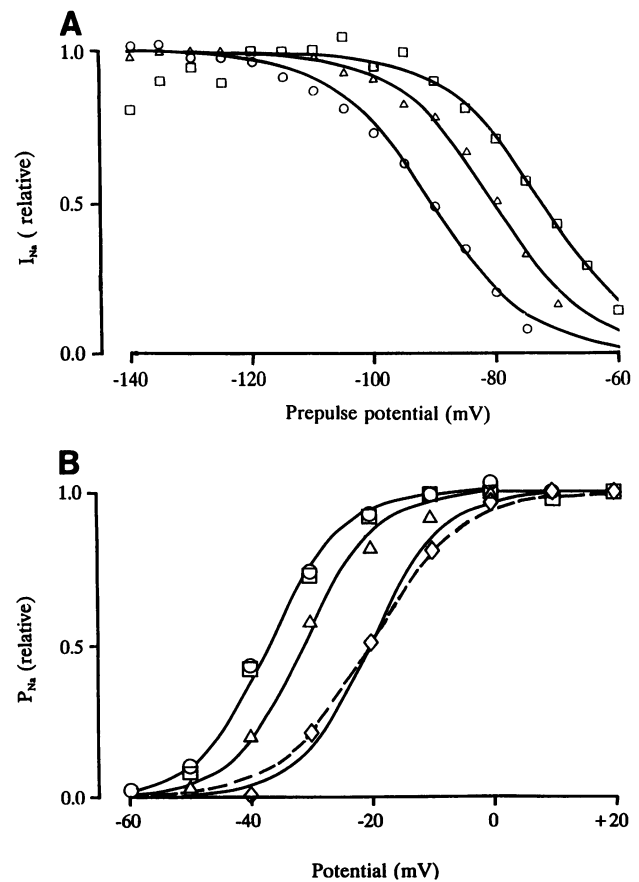 A
1.0
0.5
0.0
I_Na ( relative)
-140
-120
-100
-80
-60
Prepulse potential (mV)
B
1.0
0.5
0.0
P_Na (relative)
-60
-40
-20
0
+20
Potential (mV)